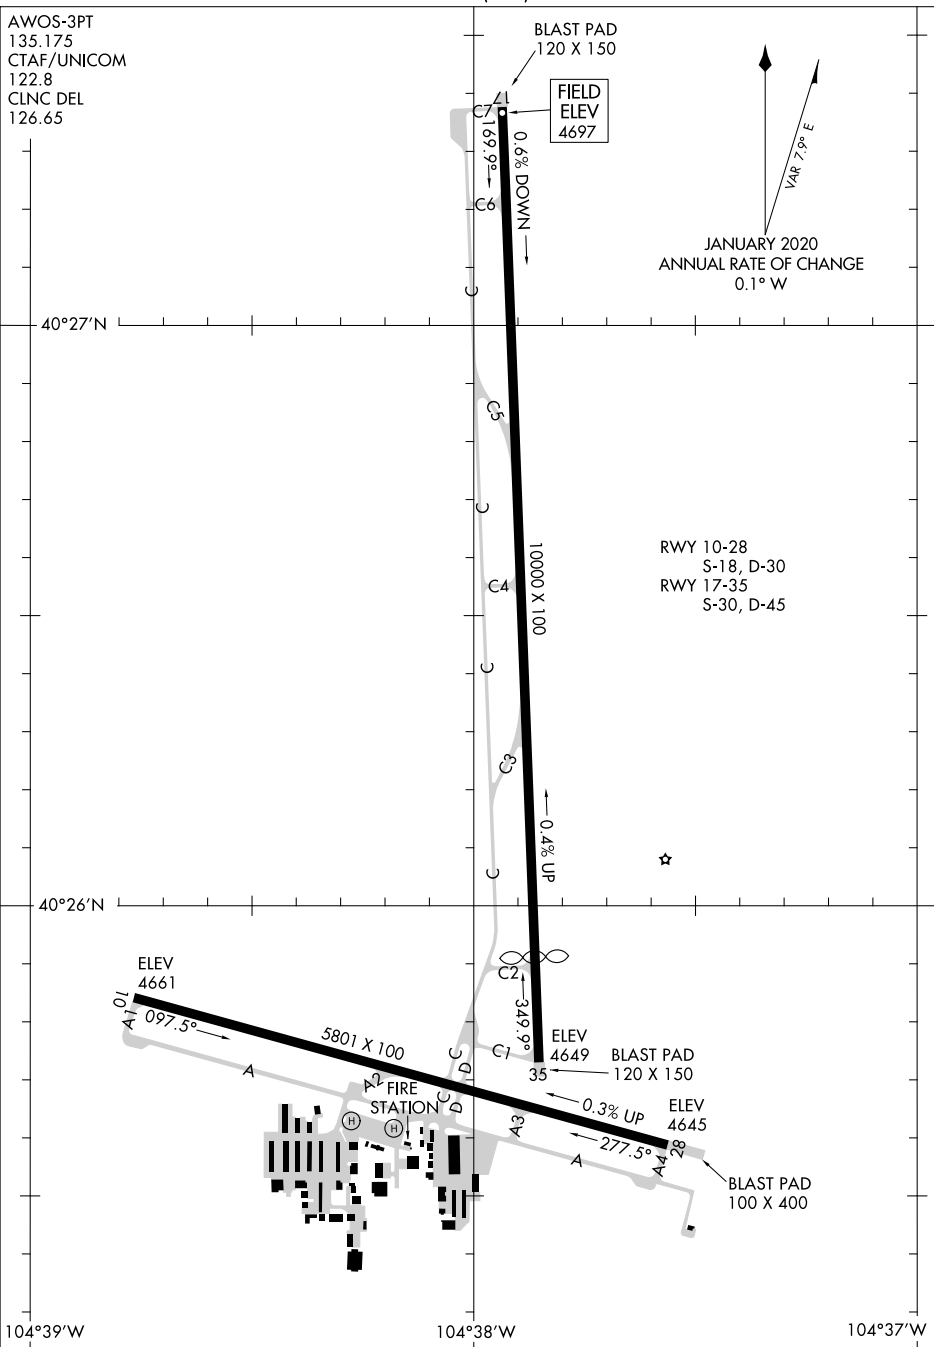 AWOS-3PT
135.175
CTAF/UNICOM
122.8
CLNC DEL
126.65
BLAST PAD
120 X 150
FIELD
ELEV
4697
17
C7
169.9°
0.6% DOWN
C6
C
VAR 7.9° E
JANUARY 2020
ANNUAL RATE OF CHANGE
0.1° W
40°27'N
C5
C
10000 X 100
C4
RWY 10-28
S-18, D-30
RWY 17-35
S-30, D-45
C
C3
0.4% UP
C
40°26'N
C2
349.9°
ELEV
4661
10
A1
097.5°
5801 X 100
A
A2
C
D
C1
ELEV
4649
35
BLAST PAD
120 X 150
FIRE
STATION
H
H
C
D
A3
0.3% UP
277.5°
ELEV
4645
28
A4
A
BLAST PAD
100 X 400
104°39'W
104°38'W
104°37'W